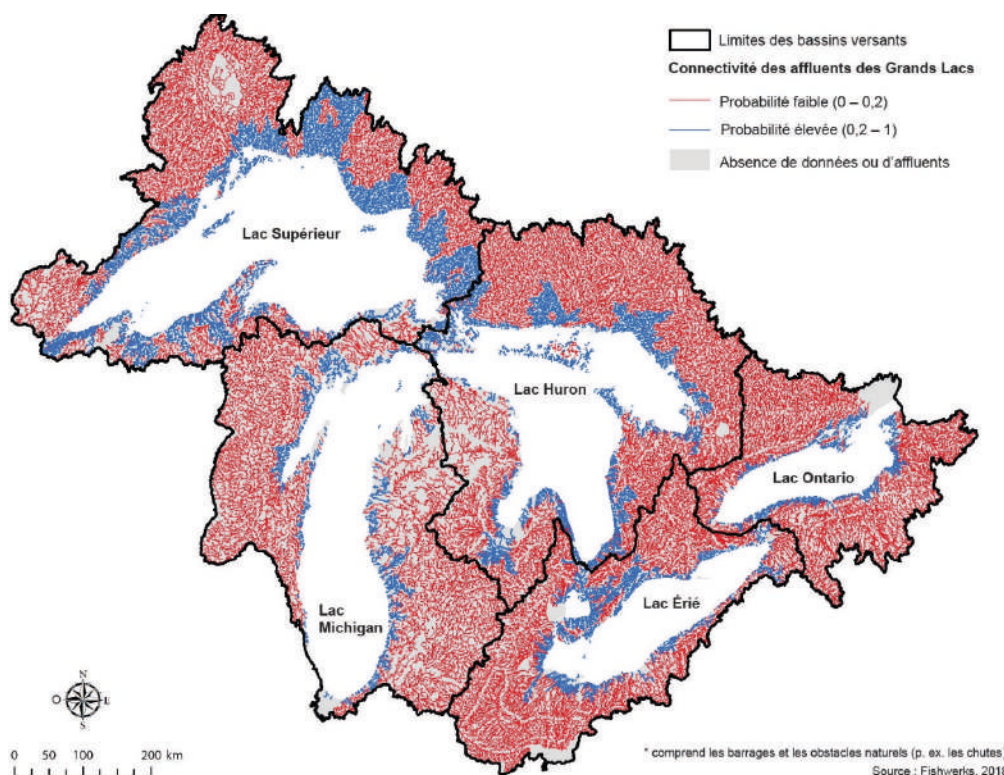 Limites des bassins versants
Connectivité des affluents des Grands Lacs
Probabilité faible (0 – 0,2)
Probabilité élevée (0,2 – 1)
Absence de données ou d'affluents
Lac Supérieur
Lac Huron
Lac Ontario
Lac Érié
Lac
Michigan
N
O
S
0 50 100 200 km
* comprend les barrages et les obstacles naturels (p. ex. les chutes)
Source : Fishwerks, 2018